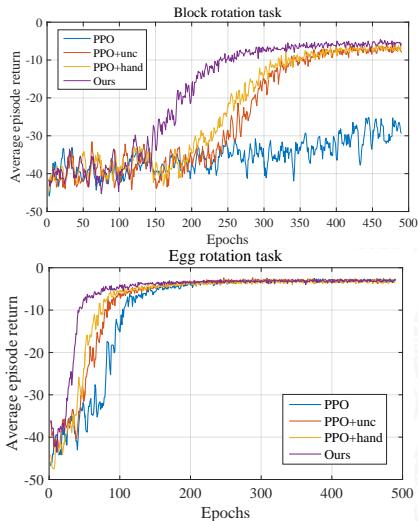 Block rotation task
0
PPO
PPO+unc
PPO+hand
Ours
-10
-20
-30
-40
-50
Average episode return
0 50 100 150 200 250 300 350 400 450 500
Epochs
Egg rotation task
0
-10
-20
-30
-40
-50
Average episode return
PPO
PPO+unc
PPO+hand
Ours
0 100 200 300 400 500
Epochs